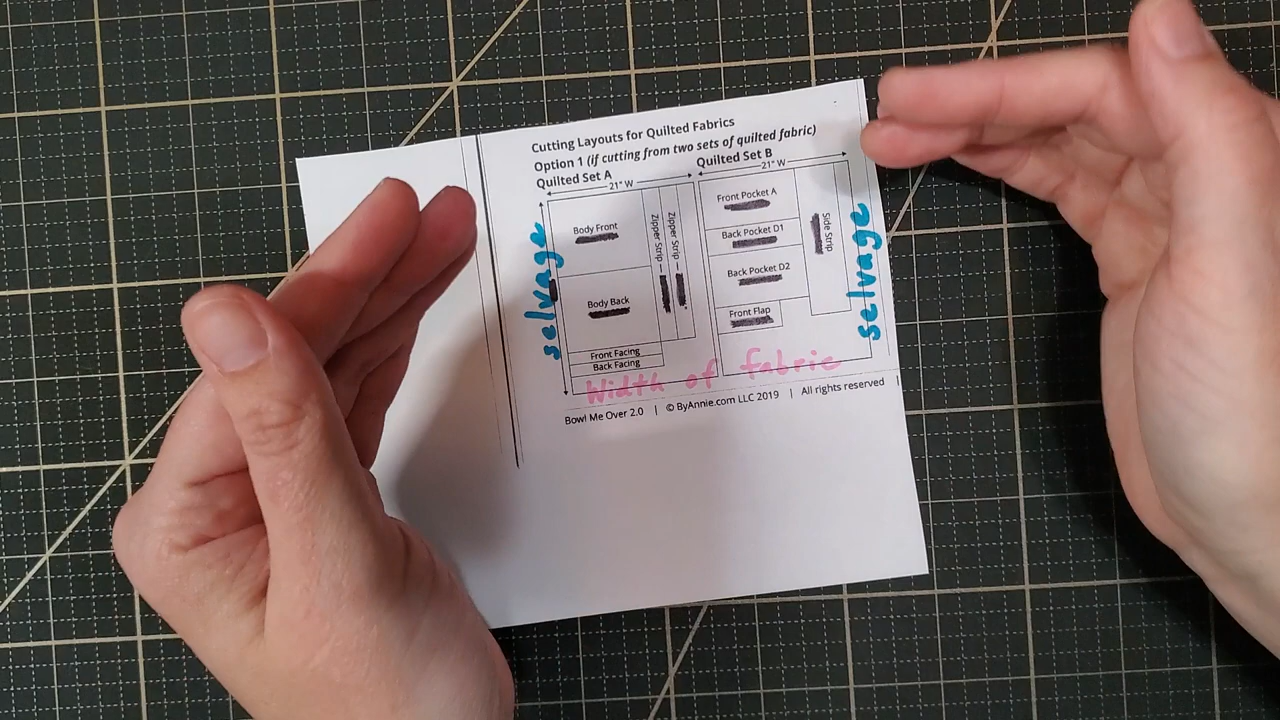 Cutting Layouts for Quilted Fabrics
Option 1 (if cutting from two sets of quilted fabric)
Quilted Set A
Quilted Set B
21" W
21" W
Body Front
Body Back
Front Facing
Back Facing
Zipper Strip
Zipper Strip
Front Pocket A
Back Pocket D1
Back Pocket D2
Front Flap
Side Strip
selvage
selvage
Width of fabric
Bowl Me Over 2.0 | © ByAnnie.com LLC 2019 | All rights reserved |